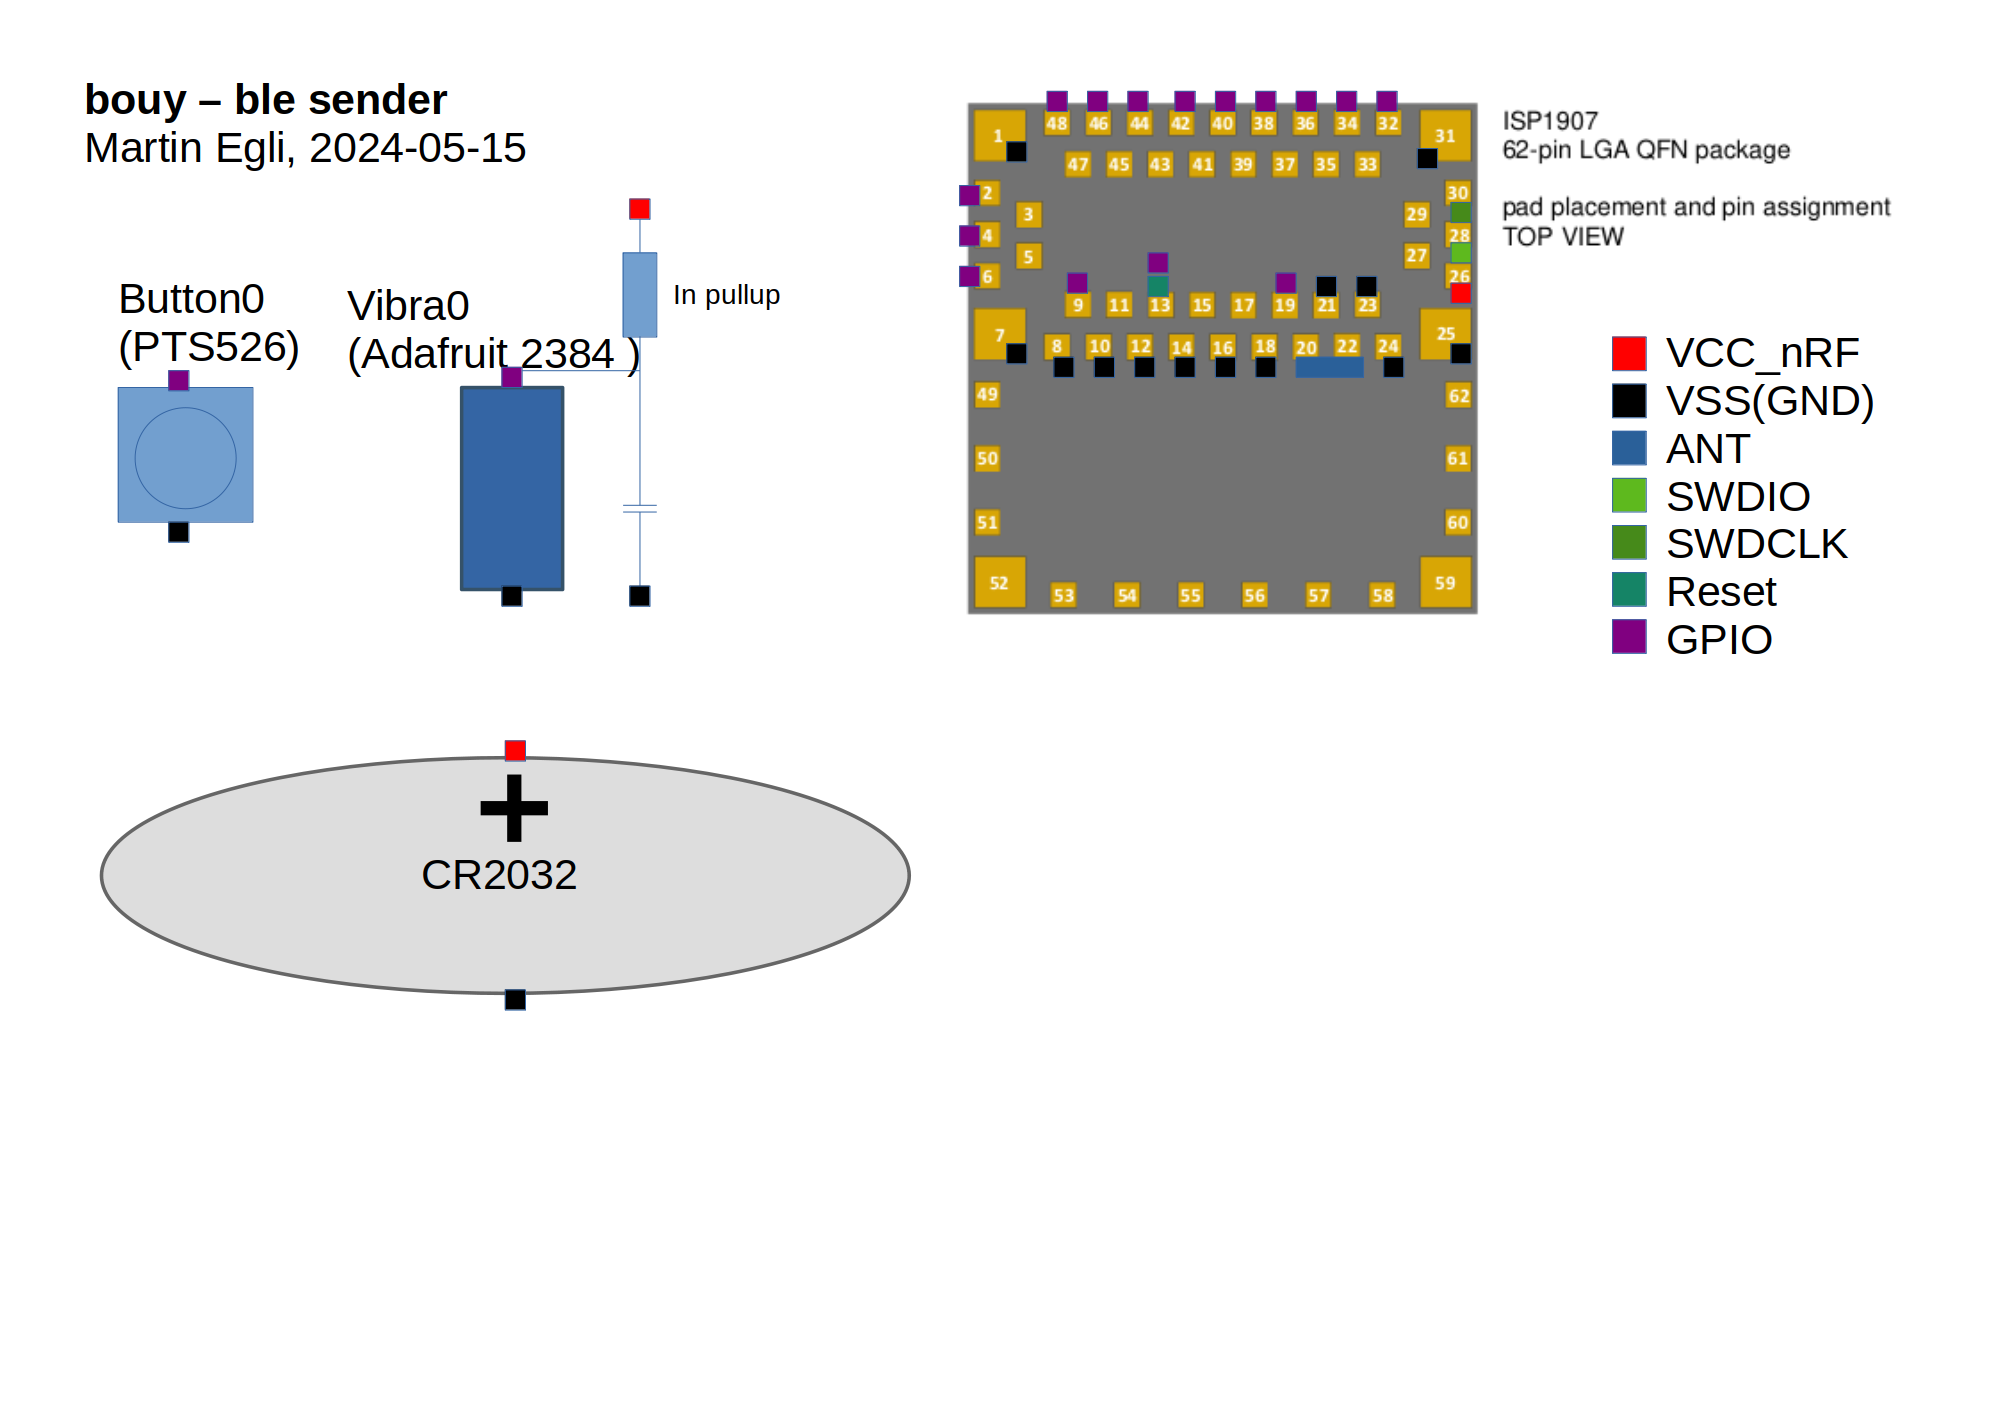 bouy – ble sender
Martin Egli, 2024-05-15
Button0
(PTS526)
Vibra0
(Adafruit 2384 )
In pullup
CR2032
1
48 46 44 42 40 38 36 34 32
31
47 45 43 41 39 37 35 33
2
30
3
29
4
28
5
27
6
26
9 11 13 15 17 19 21 23
7
25
8 10 12 14 16 18 20 22 24
49
62
50
61
51
60
52
59
53 54 55 56 57 58
ISP1907
62-pin LGA QFN package
pad placement and pin assignment
TOP VIEW
VCC_nRF
VSS(GND)
ANT
SWDIO
SWDCLK
Reset
GPIO